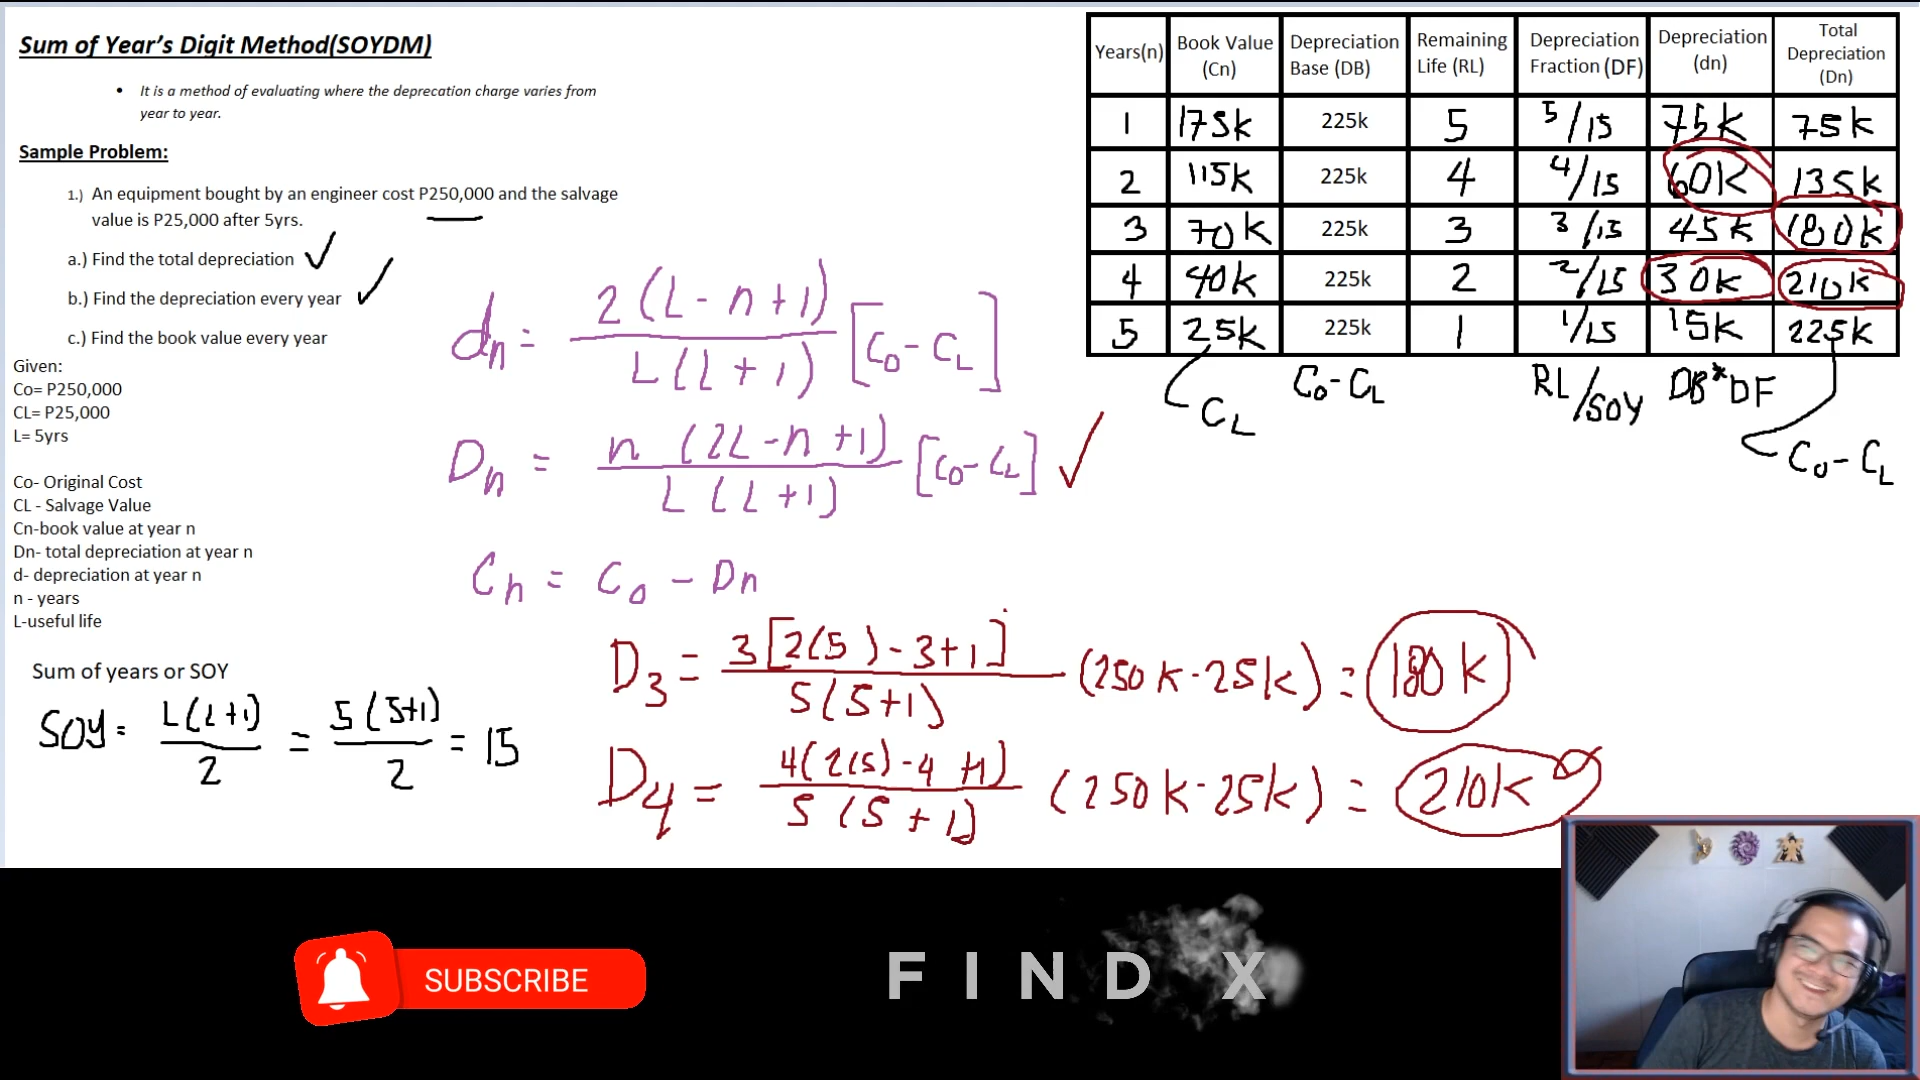 Sum of Year's Digit Method(SOYDM)
• It is a method of evaluating where the deprecation charge varies from
year to year.
Sample Problem:
1.) An equipment bought by an engineer cost P250,000 and the salvage
value is P25,000 after 5yrs.
a.) Find the total depreciation ✓
b.) Find the depreciation every year ✓
c.) Find the book value every year
Given:
Co= P250,000
CL= P25,000
L= 5yrs
Co- Original Cost
CL - Salvage Value
Cn-book value at year n
Dn- total depreciation at year n
d- depreciation at year n
n - years
L-useful life
Sum of years or SOY
SOY = L(L+1)/2 = 5(5+1)/2 = 15
dn = 2(L-n+1)/L(L+1) [Co-CL]
Dn = n(2L-n+1)/L(L+1) [Co-CL] ✓
Cn = Co - Dn
D3 = 3[2(5)-3+1]/5(5+1) (250k-25k) = 180k
D4 = 4(2(5)-4+1)/5(5+1) (250k-25k) = 210k
Years(n) Book Value (Cn) Depreciation Base (DB) Remaining Life (RL) Depreciation Fraction (DF) Depreciation (dn) Total Depreciation (Dn)
1 175k 225k 5 5/15 75k 75k
2 115k 225k 4 4/15 60k 135k
3 70k 225k 3 3/15 45k 180k
4 40k 225k 2 2/15 30k 210k
5 25k 225k 1 1/15 15k 225k
CL Co-CL RL/SOY DB*DF Co-CL
SUBSCRIBE
FIND X